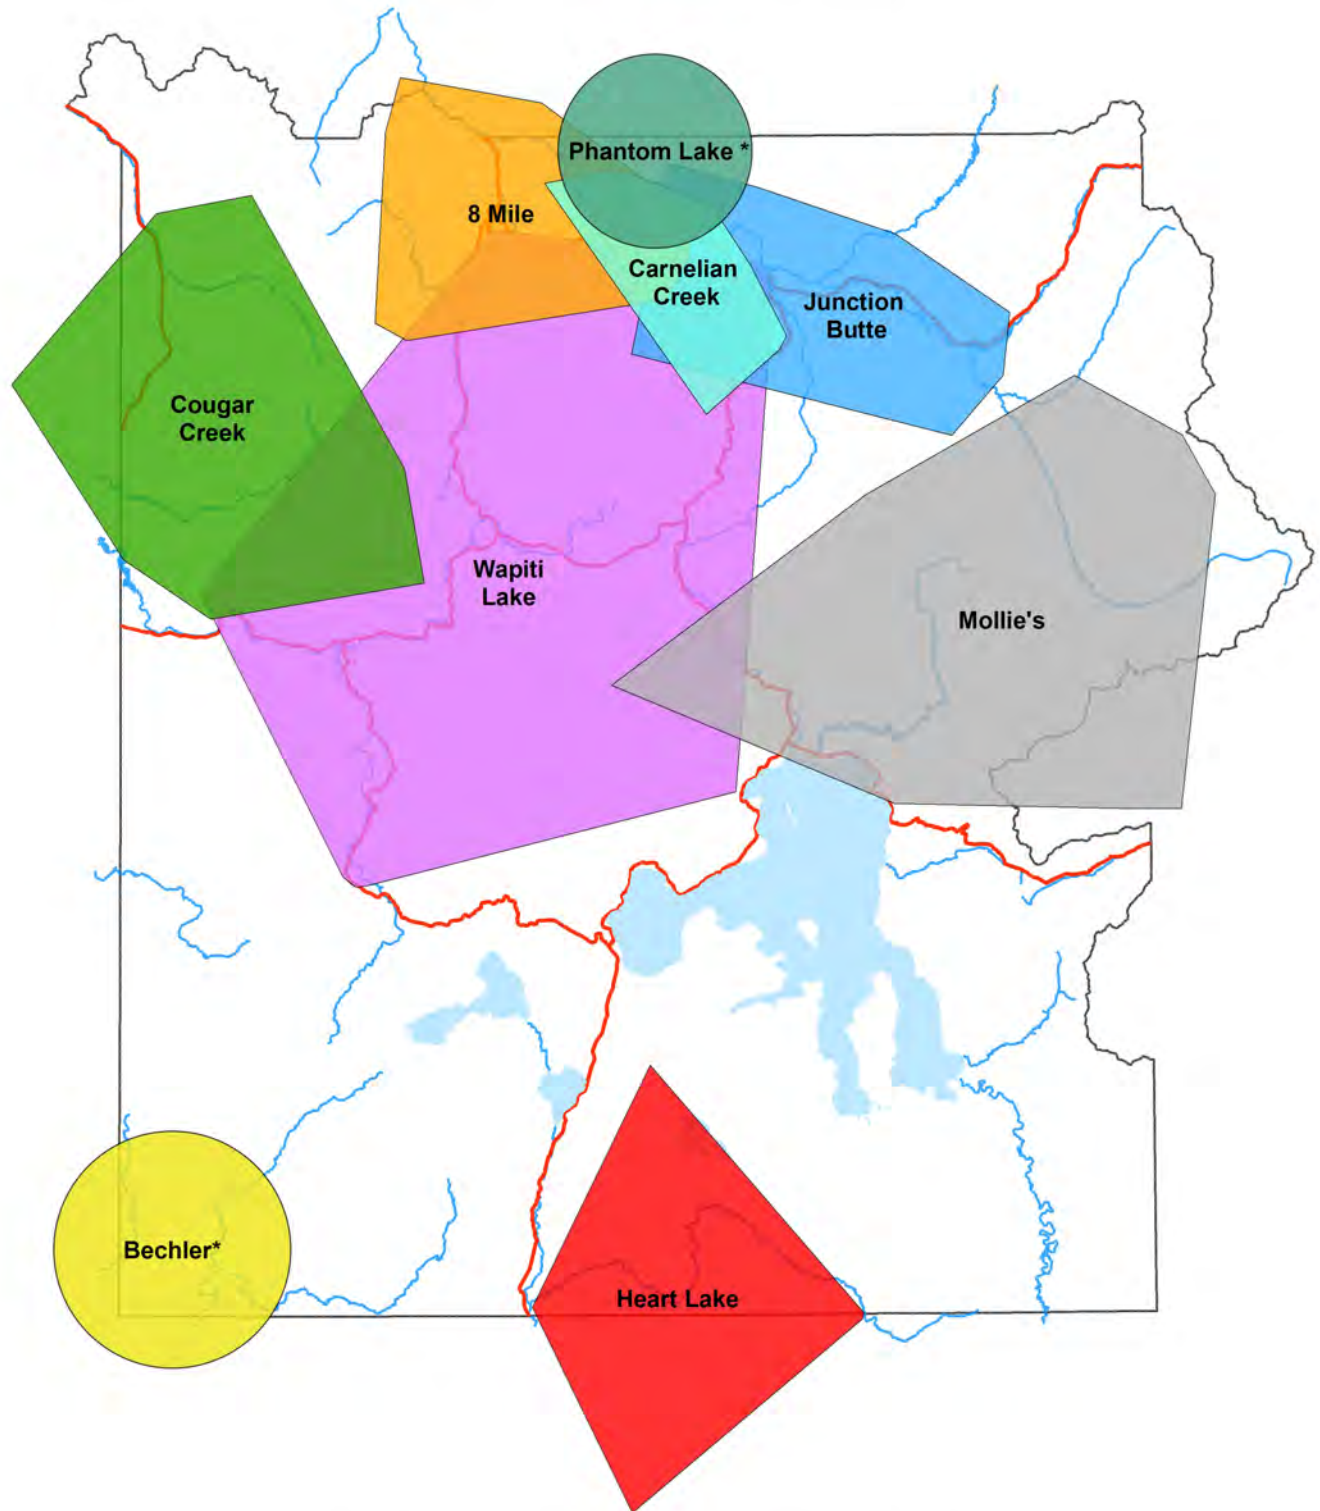 Phantom Lake *
8 Mile
Carnelian
Creek
Junction
Butte
Cougar
Creek
Wapiti
Lake
Mollie's
Bechler*
Heart Lake